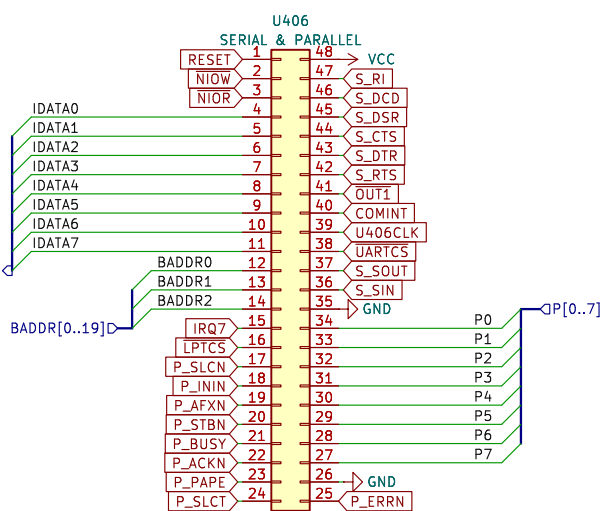 U406
SERIAL & PARALLEL
RESET 1 48 VCC
NIOW 2 47 S_RI
NIOR 3 46 S_DCD
IDATA0 4 45 S_DSR
IDATA1 5 44 S_CTS
IDATA2 6 43 S_DTR
IDATA3 7 42 S_RTS
IDATA4 8 41 OUT1
IDATA5 9 40 COMINT
IDATA6 10 39 U406CLK
IDATA7 11 38 UARTCS
BADDR0 12 37 S_SOUT
BADDR1 13 36 S_SIN
BADDR2 14 35 GND P[0..7]
BADDR[0..19] IRQ7 15 34 P0
LPTCS 16 33 P1
P_SLCN 17 32 P2
P_ININ 18 31 P3
P_AFXN 19 30 P4
P_STBN 20 29 P5
P_BUSY 21 28 P6
P_ACKN 22 27 P7
P_PAPE 23 26 GND
P_SLCT 24 25 P_ERRN